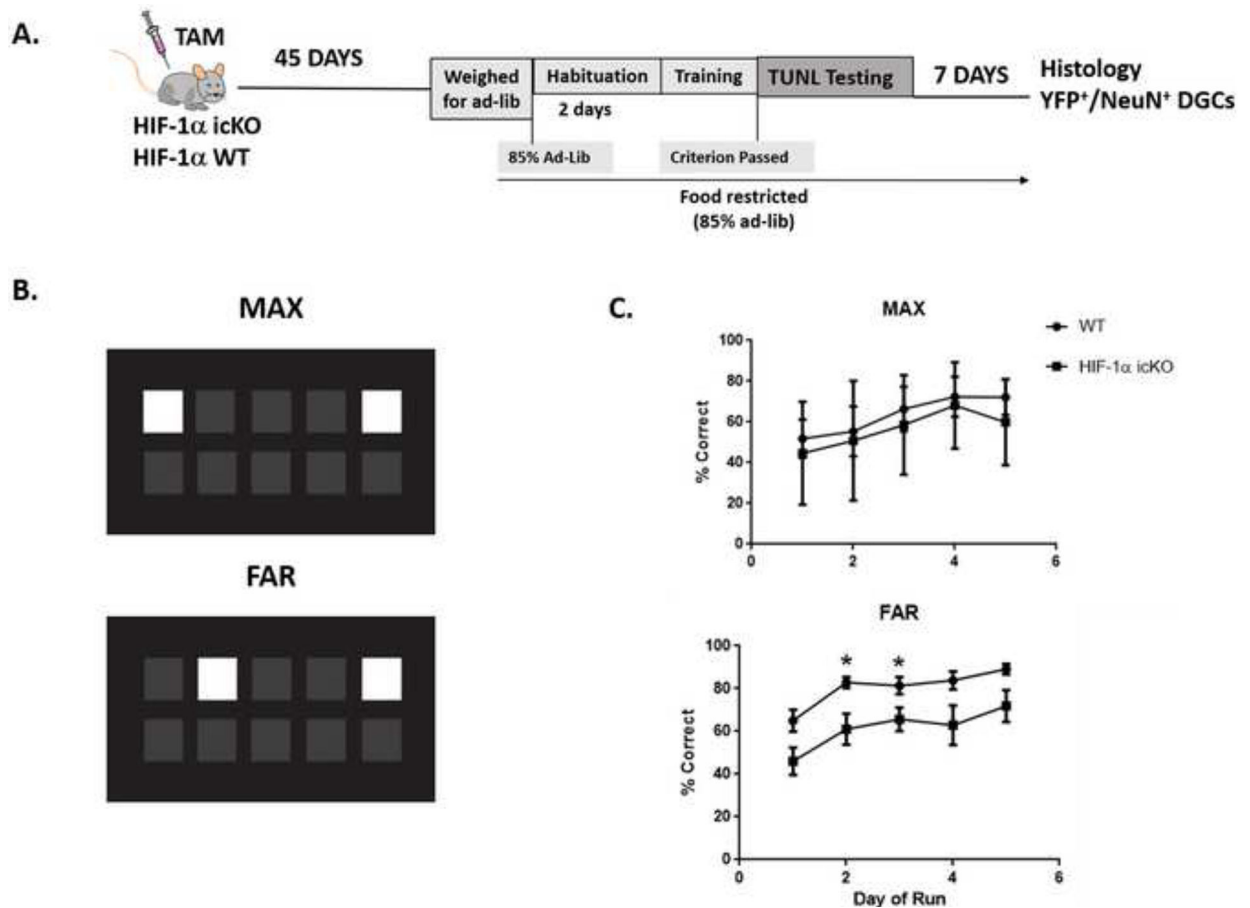 A.
TAM
45 DAYS
HIF-1α icKO
HIF-1α WT
Weighed
for ad-lib
Habituation
2 days
Training
TUNL Testing
7 DAYS
Histology
YFP⁺/NeuN⁺ DGCs
85% Ad-Lib
Criterion Passed
Food restricted
(85% ad-lib)
B.
MAX
FAR
C.
MAX
WT
HIF-1α icKO
% Correct
100
80
60
40
20
0
0 2 4 6
FAR
* *
% Correct
100
80
60
40
20
0
0 2 4 6
Day of Run